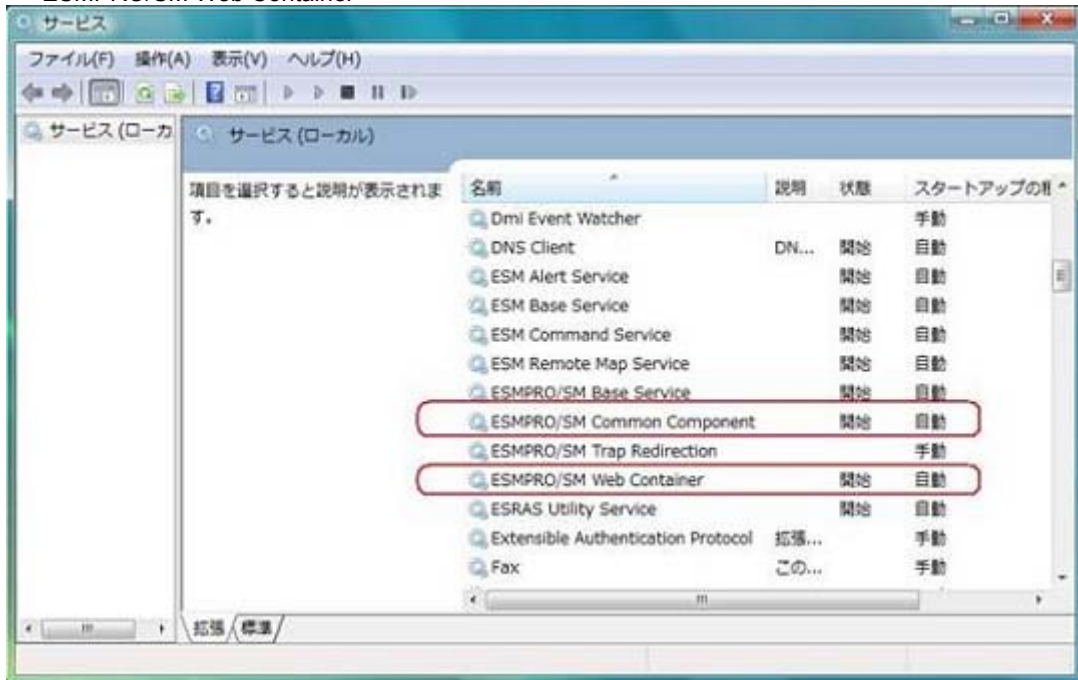 ESMPRO/SM Web Container
サービス
ファイル(F) 操作(A) 表示(V) ヘルプ(H)
サービス (ローカ
サービス (ローカル)
項目を選択すると説明が表示されま
す。
名前 説明 状態 スタートアップの種
Dmi Event Watcher 手動
DNS Client DN... 開始 自動
ESM Alert Service 開始 自動
ESM Base Service 開始 自動
ESM Command Service 開始 自動
ESM Remote Map Service 開始 自動
ESMPRO/SM Base Service 開始 自動
ESMPRO/SM Common Component 開始 自動
ESMPRO/SM Trap Redirection 手動
ESMPRO/SM Web Container 開始 自動
ESRAS Utility Service 開始 自動
Extensible Authentication Protocol 拡張... 手動
Fax この... 手動
拡張 標準